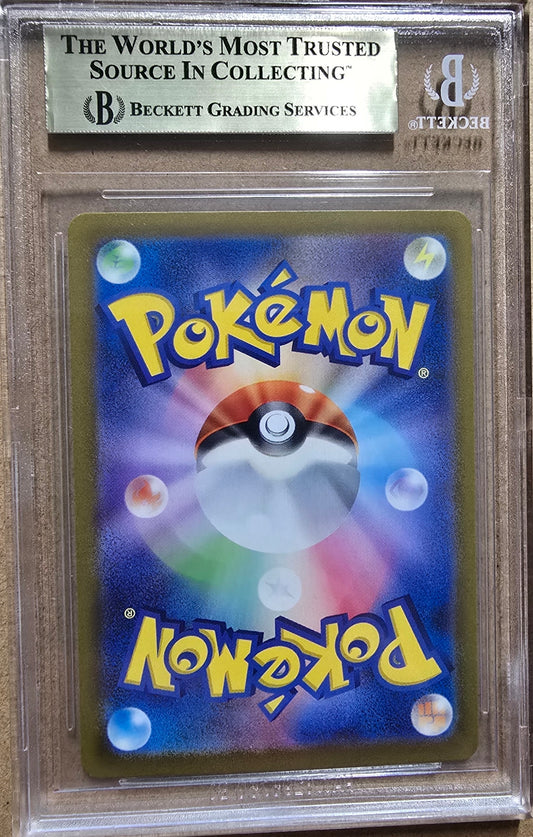 THE WORLD'S MOST TRUSTED
SOURCE IN COLLECTING™
B BECKETT GRADING SERVICES
B
BECKETT®
POKéMON®
POKéMON®